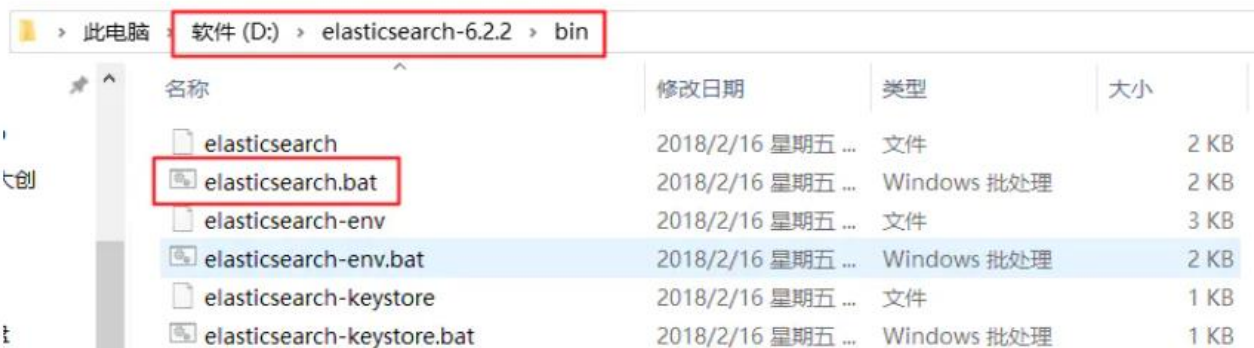 此电脑 > 软件 (D:) > elasticsearch-6.2.2 > bin
名称 修改日期 类型 大小
elasticsearch 2018/2/16 星期五 ... 文件 2 KB
大创 elasticsearch.bat 2018/2/16 星期五 ... Windows 批处理 2 KB
elasticsearch-env 2018/2/16 星期五 ... 文件 3 KB
elasticsearch-env.bat 2018/2/16 星期五 ... Windows 批处理 2 KB
elasticsearch-keystore 2018/2/16 星期五 ... 文件 1 KB
elasticsearch-keystore.bat 2018/2/16 星期五 ... Windows 批处理 1 KB